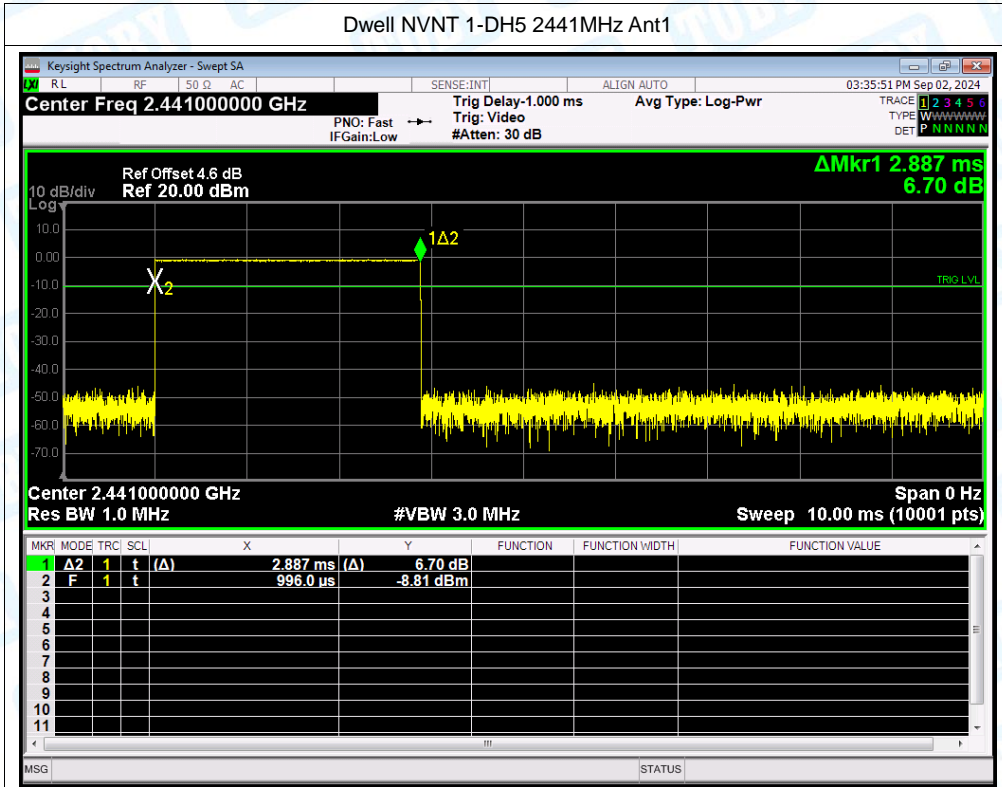 Dwell NVNT 1-DH5 2441MHz Ant1
Keysight Spectrum Analyzer - Swept SA
LXI RL RF 50 Ω AC SENSE:INT ALIGN AUTO 03:35:51 PM Sep 02, 2024
Center Freq 2.441000000 GHz Trig Delay-1.000 ms Avg Type: Log-Pwr TRACE 1 2 3 4 5 6
PNO: Fast Trig: Video TYPE WWWWWWW
IFGain:Low #Atten: 30 dB DET P N N N N N
ΔMkr1 2.887 ms
6.70 dB
Ref Offset 4.6 dB
10 dB/div Ref 20.00 dBm
Log
10.0
1Δ2
0.00
-10.0
X2
TRIG LVL
-20.0
-30.0
-40.0
-50.0
-60.0
-70.0
Center 2.441000000 GHz Span 0 Hz
Res BW 1.0 MHz #VBW 3.0 MHz Sweep 10.00 ms (10001 pts)
MKR MODE TRC SCL X Y FUNCTION FUNCTION WIDTH FUNCTION VALUE
1 Δ2 1 t (Δ) 2.887 ms (Δ) 6.70 dB
2 F 1 t 996.0 µs -8.81 dBm
3
4
5
6
7
8
9
10
11
MSG STATUS